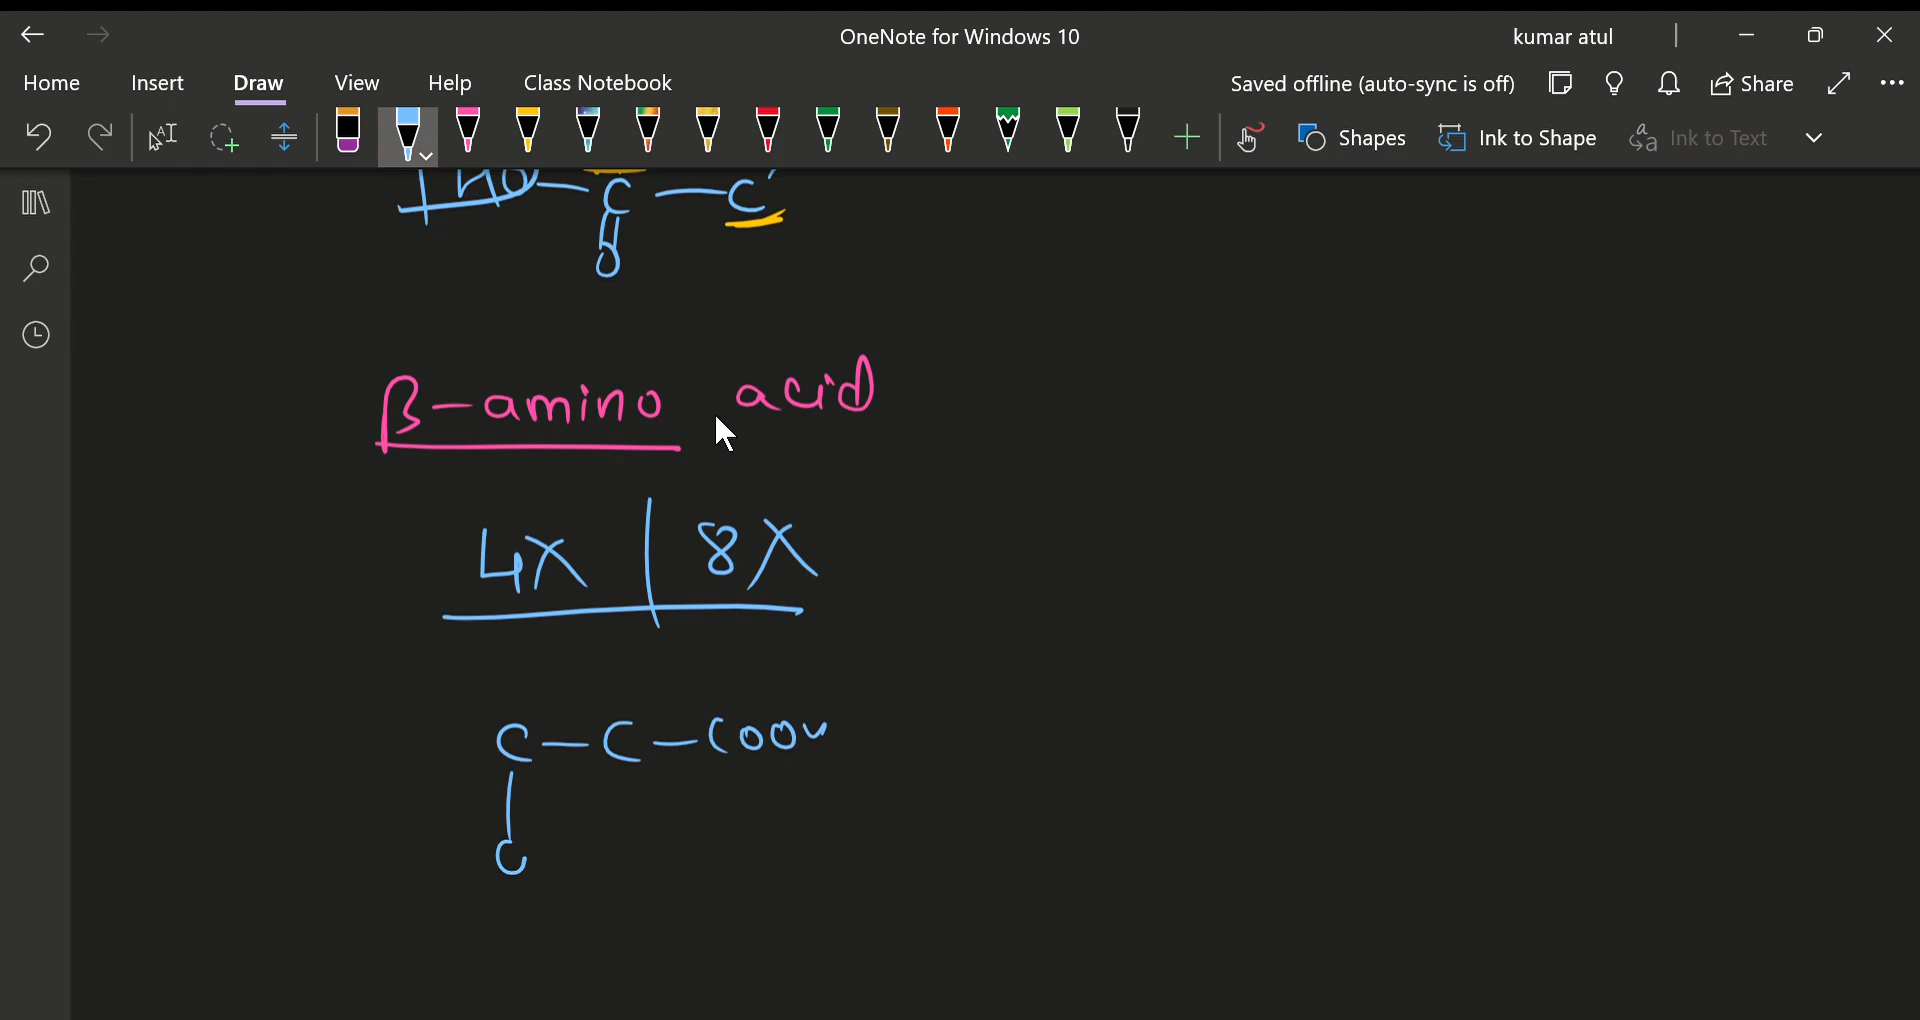 OneNote for Windows 10
kumar atul
Home Insert Draw View Help Class Notebook
Saved offline (auto-sync is off) Share
Shapes Ink to Shape Ink to Text
C — C
β-amino acid
4X | 8X
C — C — COO
C